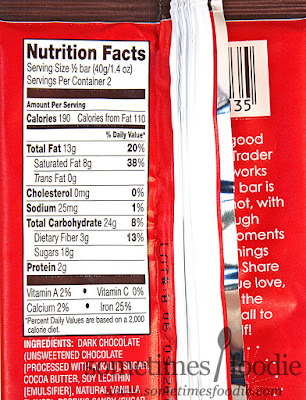 Nutrition Facts
Serving Size ½ bar (40g/1.4 oz)
Servings Per Container 2
Amount Per Serving
Calories 190 Calories from Fat 110
% Daily Value*
Total Fat 13g 20%
Saturated Fat 8g 38%
Trans Fat 0g
Cholesterol 0mg 0%
Sodium 25mg 1%
Total Carbohydrate 24g 8%
Dietary Fiber 3g 13%
Sugars 18g
Protein 2g
Vitamin A 2% • Vitamin C 0%
Calcium 2% • Iron 25%
*Percent Daily Values are based on a 2,000
calorie diet.
INGREDIENTS: DARK CHOCOLATE
(UNSWEETENED CHOCOLATE
[PROCESSED WITH ALKALI], SUGAR,
COCOA BUTTER, SOY LECITHIN
[EMULSIFIER], NATURAL VANILLA
35
good
Trader
works
bar is
ot, with
ugh
oments
nings
Share
ue love,
the
all to
sometimes foodie
sometimesfoodie.com